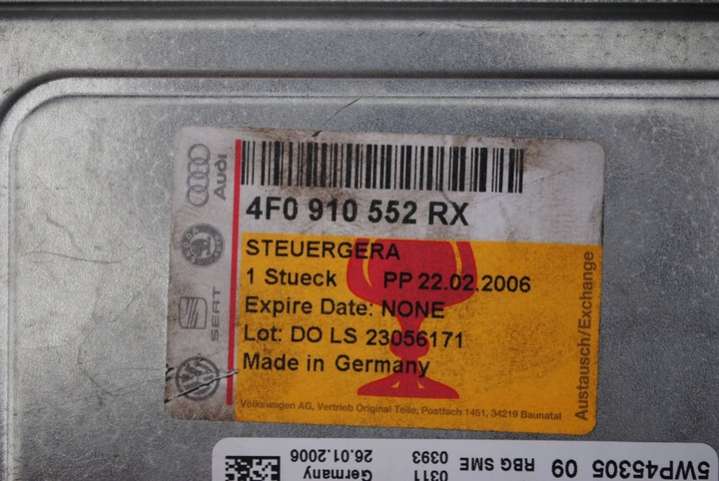 Audi
4F0 910 552 RX
STEUERGERA
1 Stueck PP 22.02.2006
Expire Date: NONE
Lot: DO LS 23056171
Made in Germany
Volkswagen AG, Vertrieb Original Teile, Postfach 1451, 34219 Baunatal
SEAT
Austausch/Exchange
5WP45305 09 RBG SME 0311
0393
Germany
26.01.2006